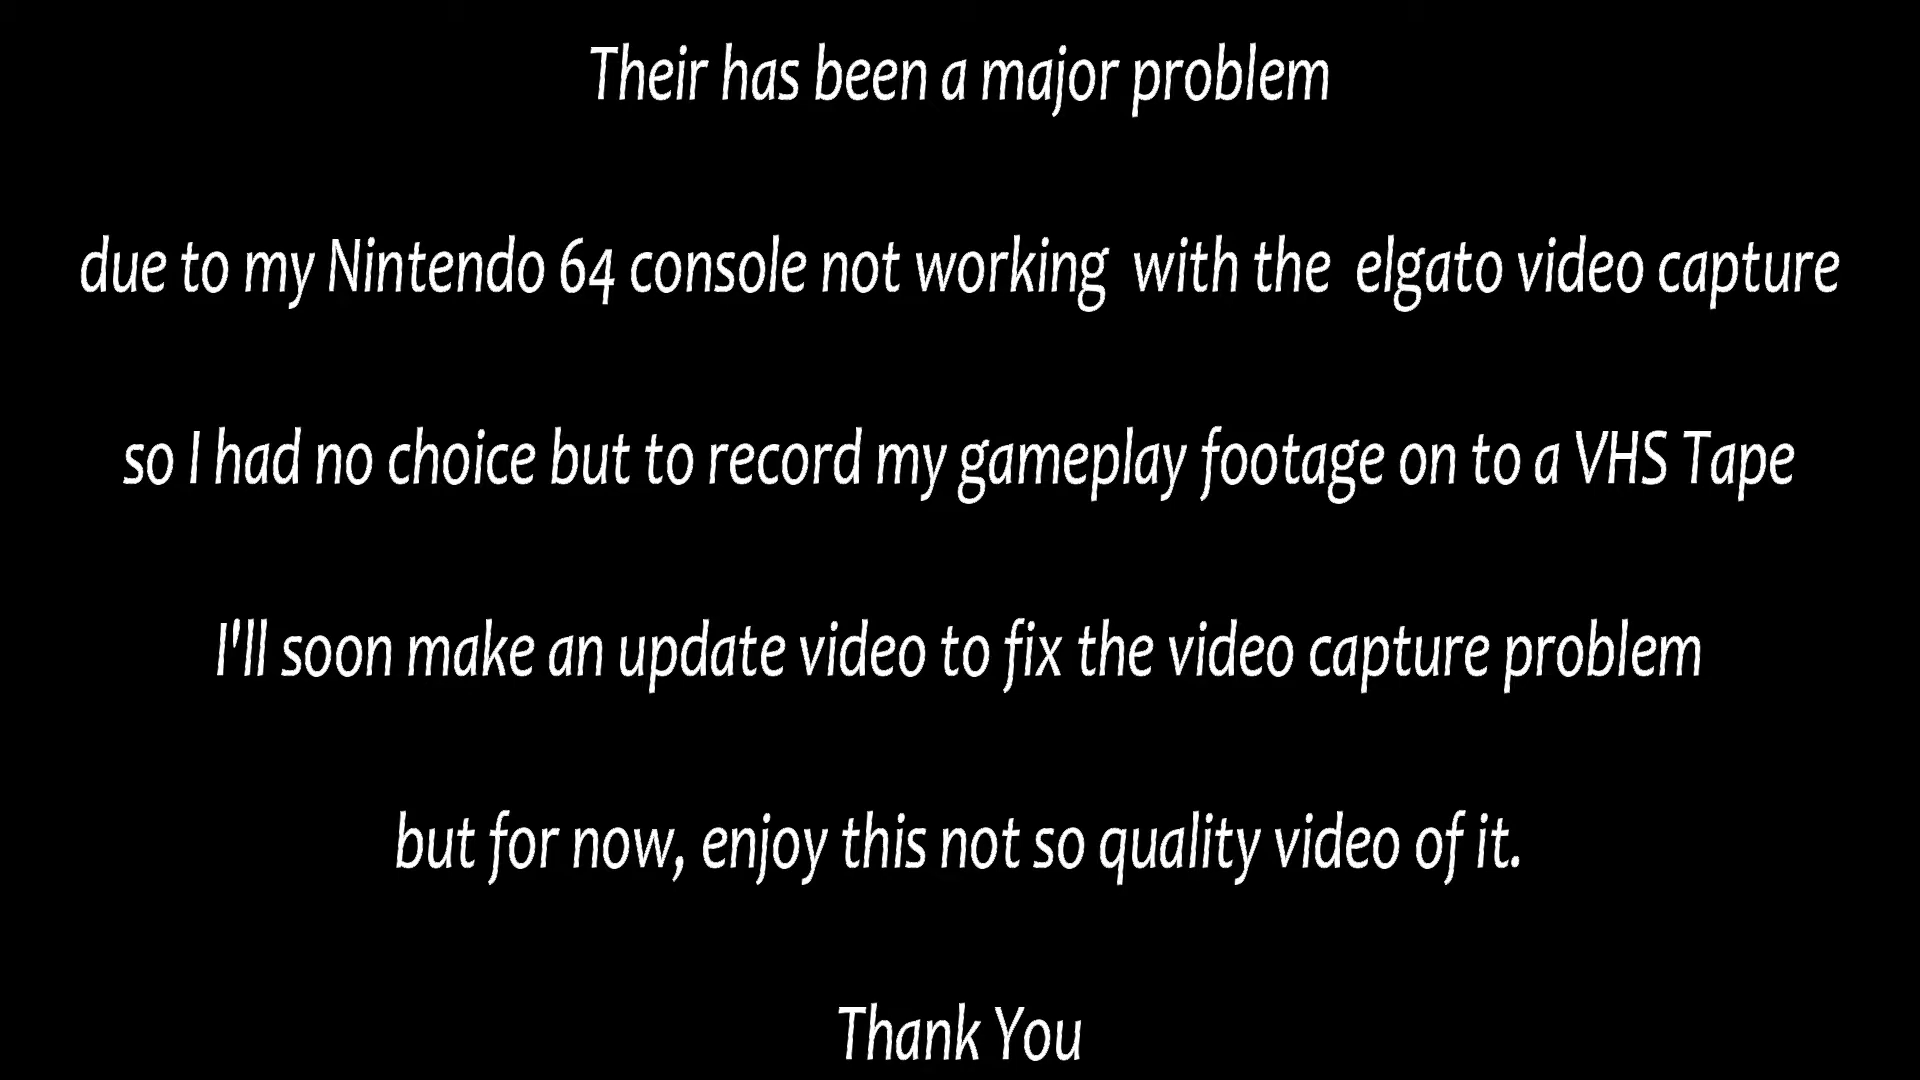 Their has been a major problem
due to my Nintendo 64 console not working  with the  elgato video capture
so I had no choice but to record my gameplay footage on to a VHS Tape
I'll soon make an update video to fix the video capture problem
but for now, enjoy this not so quality video of it.
Thank You